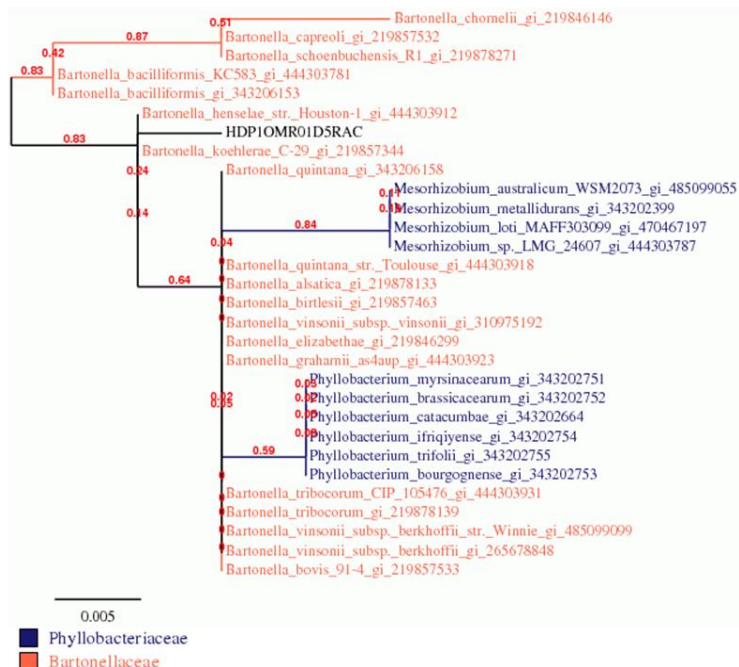 0.51
Bartonella_chomelii_gi_219846146
0.87
Bartonella_capreoli_gi_219857532
0.42
Bartonella_schoenbuchensis_R1_gi_219878271
0.83
Bartonella_bacilliformis_KC583_gi_444303781
Bartonella_bacilliformis_gi_343206153
Bartonella_henselae_str._Houston-1_gi_444303912
HDP1OMR01D5RAC
0.83
Bartonella_koehlerae_C-29_gi_219857344
0.24
Bartonella_quintana_gi_343206158
Mesorhizobium_australicum_WSM2073_gi_485099055
0.14
Mesorhizobium_metallidurans_gi_343202399
0.84
Mesorhizobium_loti_MAFF303099_gi_470467197
0.04
Mesorhizobium_sp._LMG_24607_gi_444303787
Bartonella_quintana_str._Toulouse_gi_444303918
0.64
Bartonella_alsatica_gi_219878133
Bartonella_birtlesii_gi_219857463
Bartonella_vinsonii_subsp._vinsonii_gi_310975192
Bartonella_elizabethae_gi_219846299
Bartonella_grahamii_as4aup_gi_444303923
Phyllobacterium_myrsinacearum_gi_343202751
Phyllobacterium_brassicacearum_gi_343202752
0.05
Phyllobacterium_catacumbae_gi_343202664
Phyllobacterium_ifriqiyense_gi_343202754
0.59
Phyllobacterium_trifolii_gi_343202755
Phyllobacterium_bourgognense_gi_343202753
Bartonella_tribocorum_CIP_105476_gi_444303931
Bartonella_tribocorum_gi_219878139
Bartonella_vinsonii_subsp._berkhoffii_str._Winnie_gi_485099099
Bartonella_vinsonii_subsp._berkhoffii_gi_265678848
Bartonella_bovis_91-4_gi_219857533
0.005
Phyllobacteriaceae
Bartonellaceae